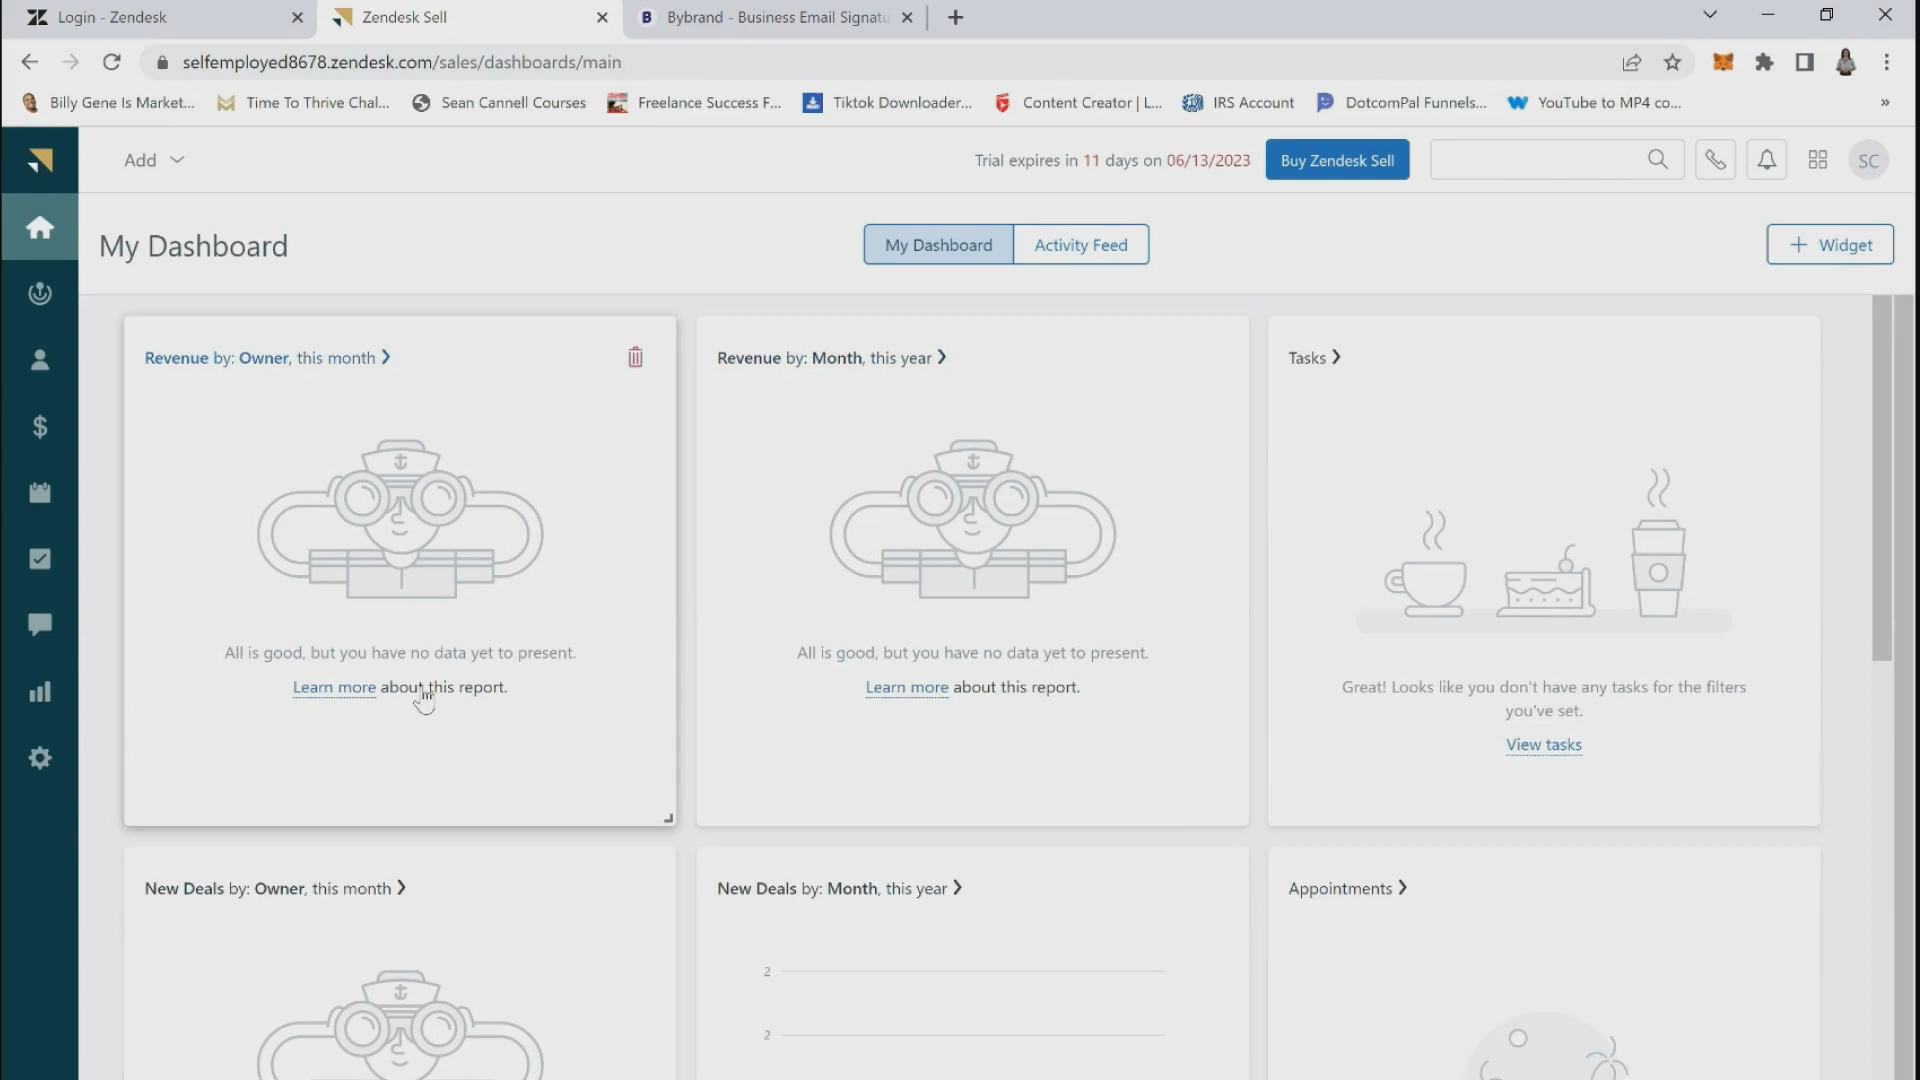 Login - Zendesk
Zendesk Sell
Bybrand - Business Email Signatu
selfemployed8678.zendesk.com/sales/dashboards/main
Billy Gene Is Market...
Time To Thrive Chal...
Sean Cannell Courses
Freelance Success F...
Tiktok Downloader...
Content Creator | L...
IRS Account
DotcomPal Funnels...
YouTube to MP4 co...
»
Add
Trial expires in 11 days on 06/13/2023
Buy Zendesk Sell
SC
My Dashboard
My Dashboard
Activity Feed
+ Widget
Revenue by: Owner, this month
Revenue by: Month, this year
Tasks
All is good, but you have no data yet to present.
Learn more about this report.
All is good, but you have no data yet to present.
Learn more about this report.
Great! Looks like you don't have any tasks for the filters
you've set.
View tasks
New Deals by: Owner, this month
New Deals by: Month, this year
Appointments
2
2